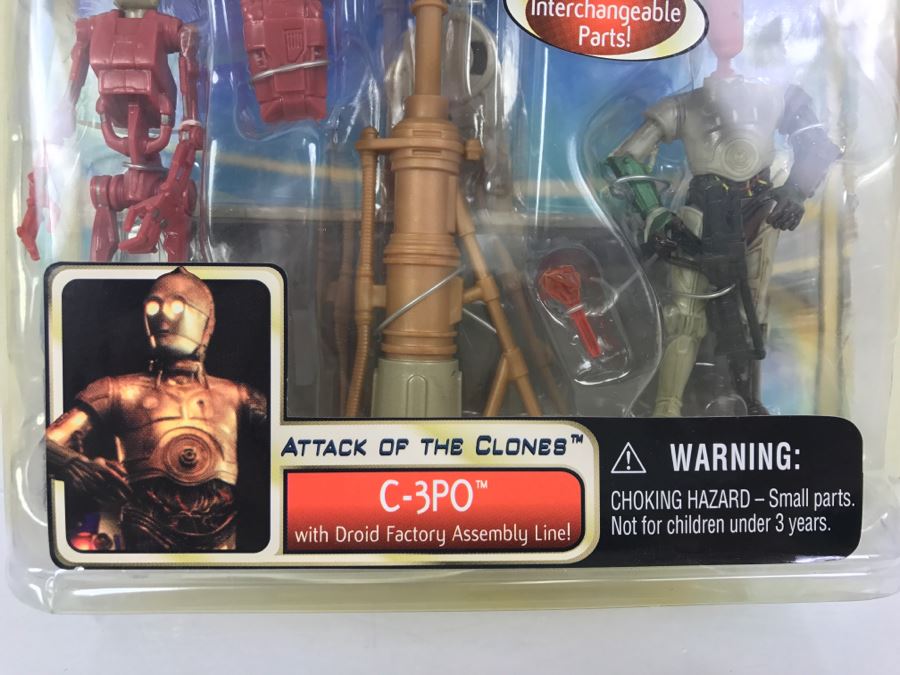 Interchangeable
Parts!
ATTACK OF THE CLONES™
C-3PO™
with Droid Factory Assembly Line!
WARNING:
CHOKING HAZARD – Small parts.
Not for children under 3 years.